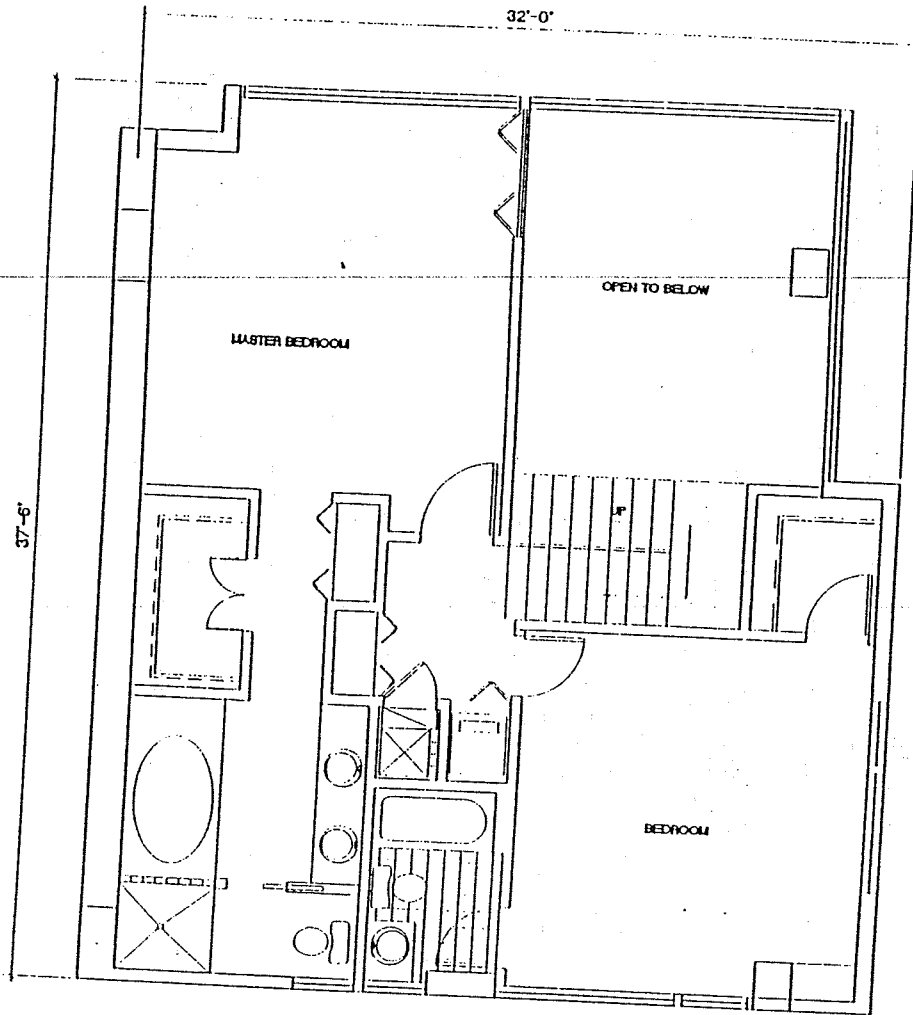 32'-0"
OPEN TO BELOW
MASTER BEDROOM
37'-6"
UP
BEDROOM